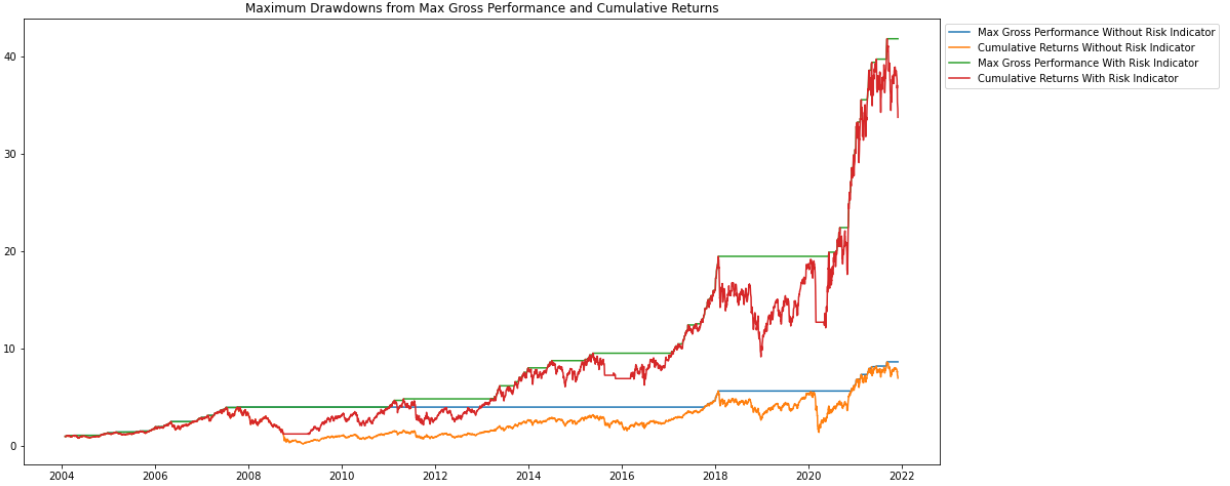 Maximum Drawdowns from Max Gross Performance and Cumulative Returns
Max Gross Performance Without Risk Indicator
Cumulative Returns Without Risk Indicator
Max Gross Performance With Risk Indicator
Cumulative Returns With Risk Indicator
40
30
20
10
0
2004 2006 2008 2010 2012 2014 2016 2018 2020 2022